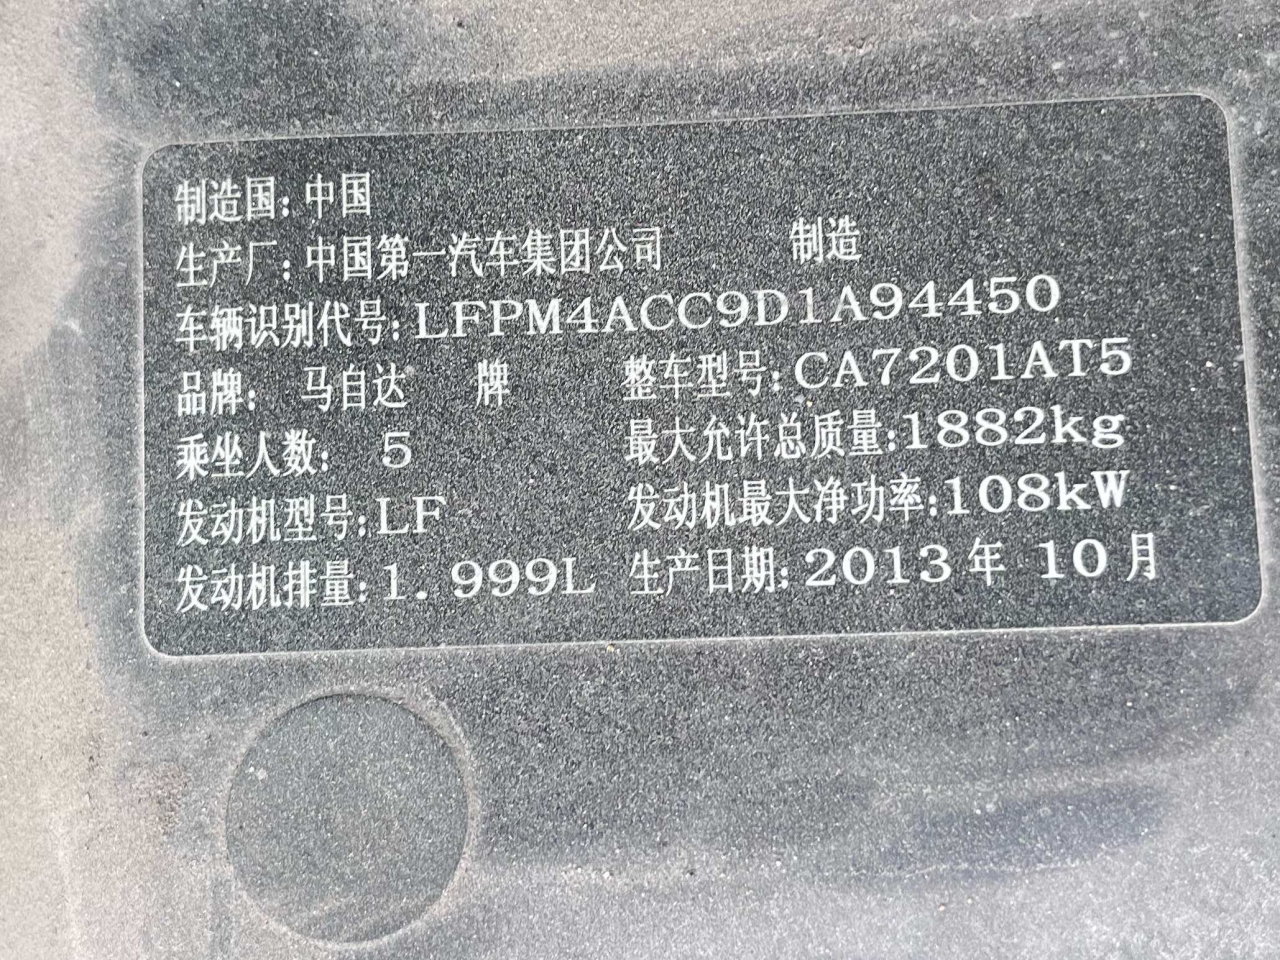 制造国:中国
生产厂:中国第一汽车集团公司 制造
车辆识别代号:LFPM4ACC9D1A94450
品牌: 马自达 牌 整车型号:CA7201AT5
乘坐人数: 5 最大允许总质量:1882kg
发动机型号:LF 发动机最大净功率:108kW
发动机排量:1.999L 生产日期:2013年10月